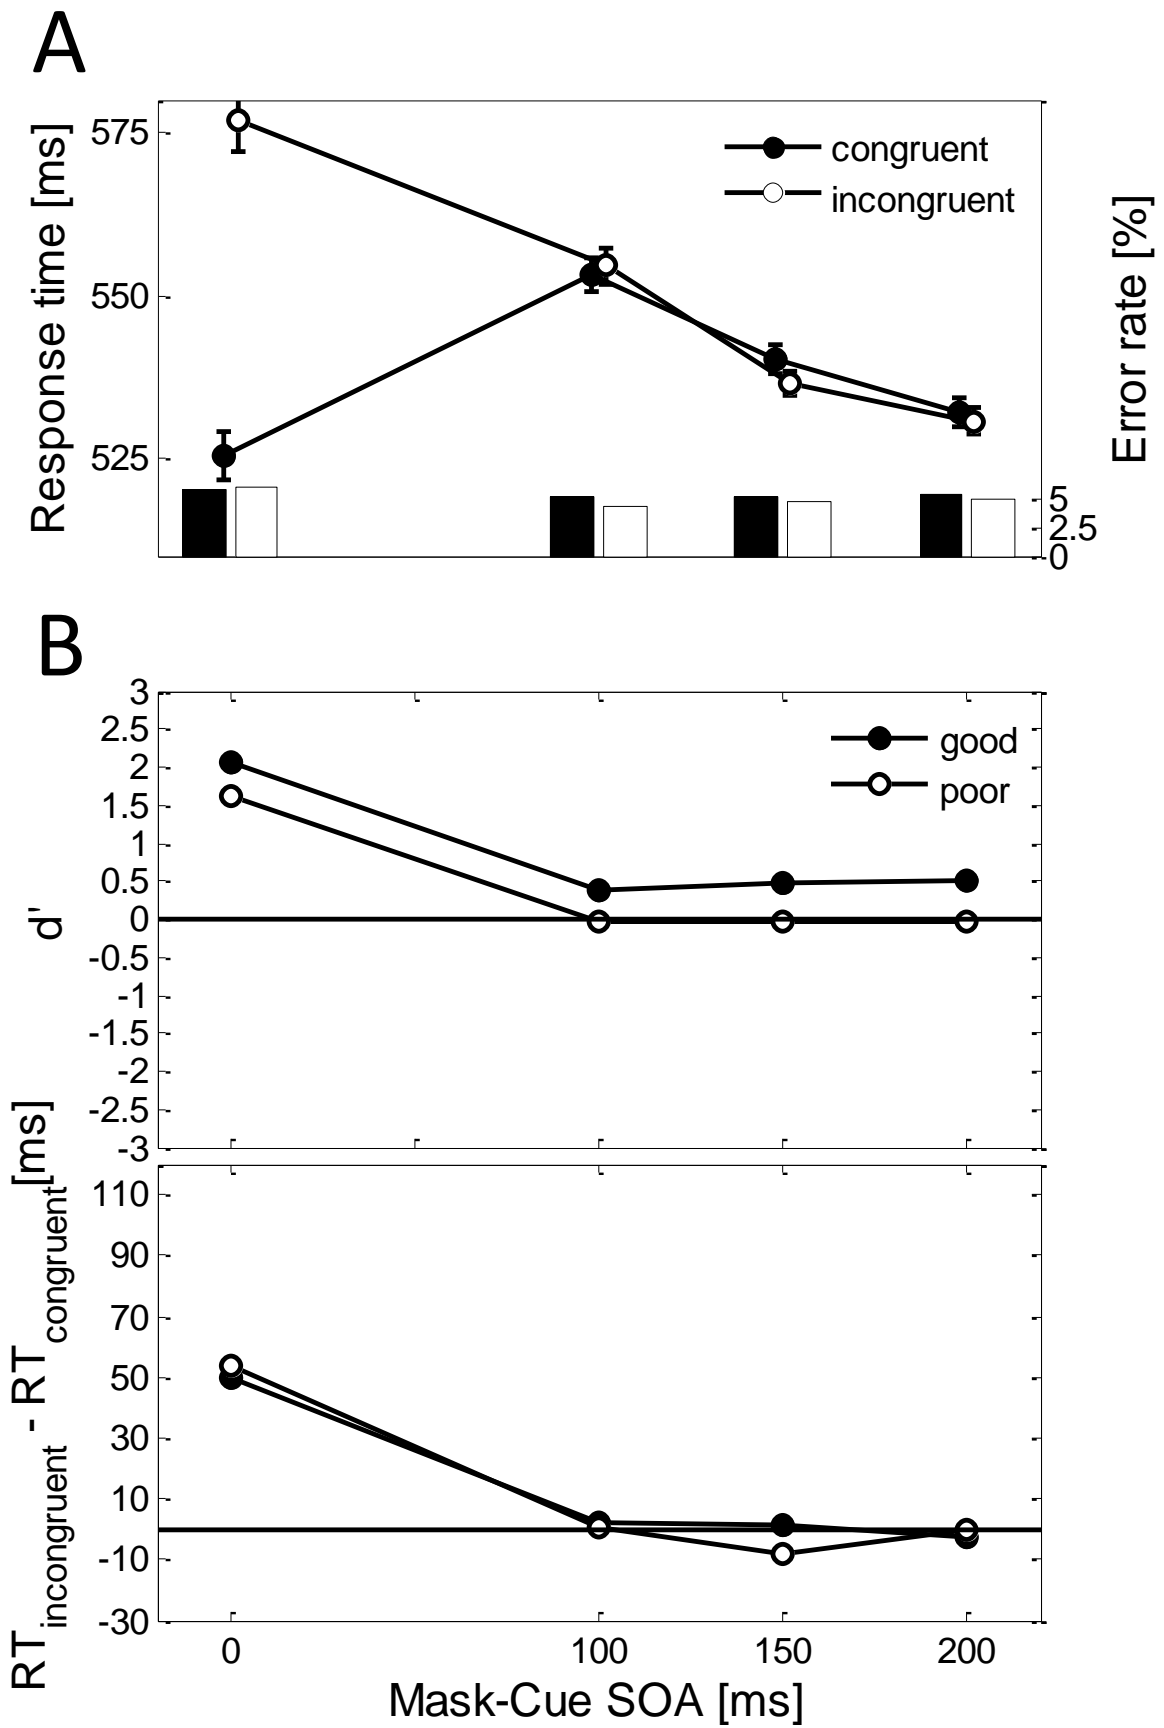 A
Response time [ms]
575
550
525
congruent
incongruent
Error rate [%]
5
2.5
0
B
d'
3
2.5
2
1.5
1
0.5
0
-0.5
-1
-1.5
-2
-2.5
-3
good
poor
RTincongruent - RTcongruent[ms]
110
90
70
50
30
10
-10
-30
0 100 150 200
Mask-Cue SOA [ms]